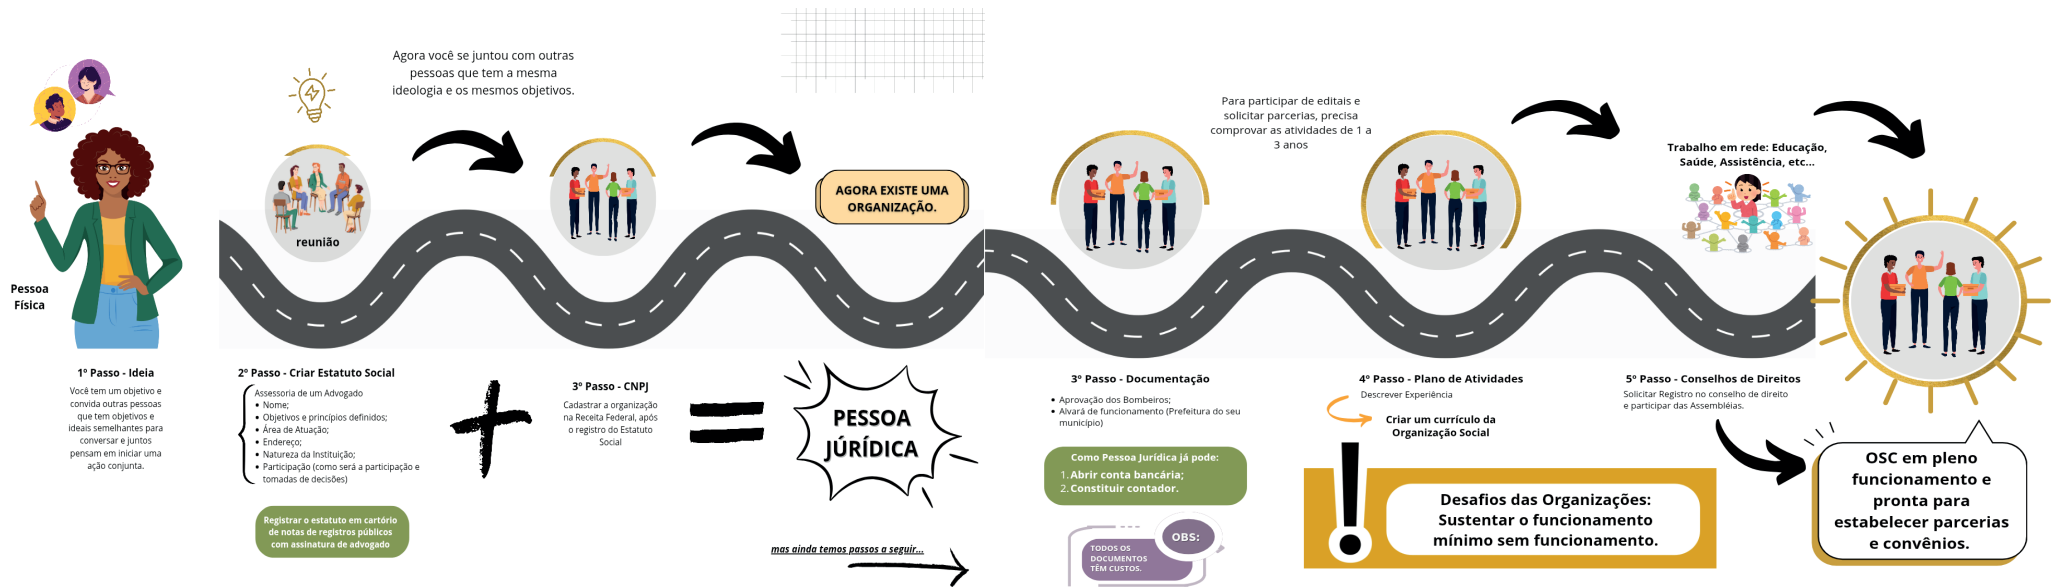 Pessoa
Física
1º Passo - Ideia
Você tem um objetivo e
convida outras pessoas
que tem objetivos e
ideais semelhantes para
conversar e juntos
pensam em iniciar uma
ação conjunta.
reunião
2º Passo - Criar Estatuto Social
Assessoria de um Advogado
Nome;
Objetivos e princípios definidos;
Área de Atuação;
Endereço;
Natureza da Instituição;
Participação (como será a participação e
tomadas de decisões)
Registrar o estatuto em cartório
de notas de registros públicos
com assinatura de advogado
Agora você se juntou com outras
pessoas que tem a mesma
ideologia e os mesmos objetivos.
3º Passo - CNPJ
Cadastrar a organização
na Receita Federal, após
o registro do Estatuto
Social
AGORA EXISTE UMA
ORGANIZAÇÃO.
PESSOA
JÚRÍDICA
mas ainda temos passos a seguir...
3º Passo - Documentação
Aprovação dos Bombeiros;
Alvará de funcionamento (Prefeitura do seu
município)
Como Pessoa Jurídica já pode:
1. Abrir conta bancária;
2. Constituir contador.
OBS:
TODOS OS
DOCUMENTOS
TÊM CUSTOS.
Para participar de editais e
solicitar parcerias, precisa
comprovar as atividades de 1 a
3 anos
4º Passo - Plano de Atividades
Descrever Experiência
Criar um currículo da
Organização Social
Desafios das Organizações:
Sustentar o funcionamento
mínimo sem funcionamento.
Trabalho em rede: Educação,
Saúde, Assistência, etc...
5º Passo - Conselhos de Direitos
Solicitar Registro no conselho de direito
e participar das Assembléias.
OSC em pleno
funcionamento e
pronta para
estabelecer parcerias
e convênios.